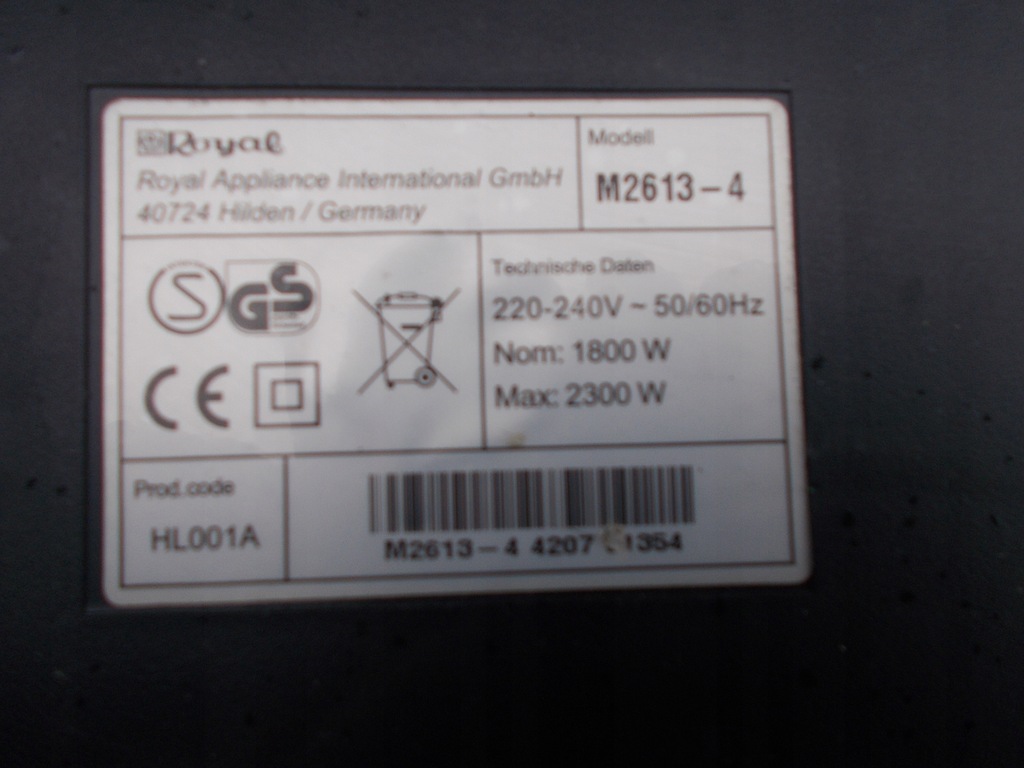 Royal
Royal Appliance International GmbH
40724 Hilden / Germany
Modell
M2613-4
S GS
CE
Technische Daten
220-240V ~ 50/60Hz
Nom: 1800 W
Max: 2300 W
Prod.code
HL001A
M2613-4 4207